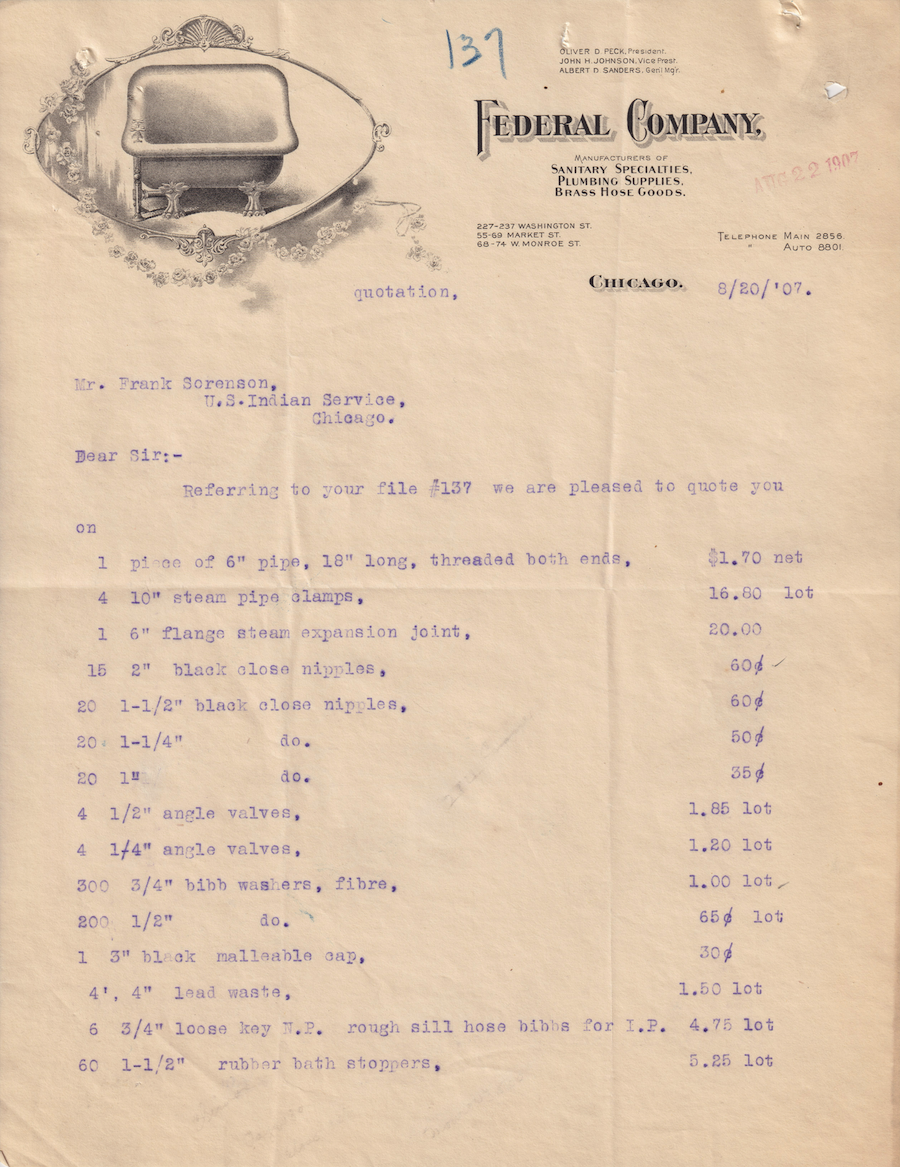 137
OLIVER D. PECK, President.
JOHN H. JOHNSON, Vice Prest.
ALBERT D. SANDERS, Genl Mg'r.
FEDERAL COMPANY,
MANUFACTURERS OF
SANITARY SPECIALTIES,
PLUMBING SUPPLIES,
BRASS HOSE GOODS.
AUG 22 1907
227-237 WASHINGTON ST.
55-69 MARKET ST.
68-74 W. MONROE ST.
TELEPHONE MAIN 2856.
" AUTO 8801.
CHICAGO. 8/20/'07.
quotation,
Mr. Frank Sorenson,
U.S.Indian Service,
Chicago.
Dear Sir:-
Referring to your file #137 we are pleased to quote you
on
1 piece of 6" pipe, 18" long, threaded both ends, $1.70 net
4 10" steam pipe clamps, 16.80 lot
1 6" flange steam expansion joint, 20.00
15 2" black close nipples, 60¢ ✓
20 1-1/2" black close nipples, 60¢
20 1-1/4" do. 50¢
20 1" do. 35¢
4 1/2" angle valves, 1.85 lot
4 1/4" angle valves, 1.20 lot
300 3/4" bibb washers, fibre, 1.00 lot ✓
200 1/2" do. 65¢ lot
1 3" black malleable cap, 30¢
4', 4" lead waste, 1.50 lot
6 3/4" loose key N.P. rough sill hose bibbs for I.P. 4.75 lot
60 1-1/2" rubber bath stoppers, 5.25 lot